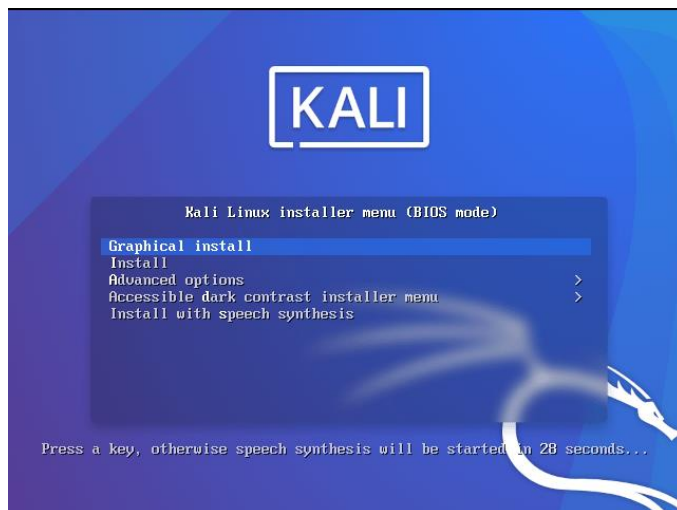 KALI
Kali Linux installer menu (BIOS mode)
Graphical install
Install
Advanced options >
Accessible dark contrast installer menu >
Install with speech synthesis
Press a key, otherwise speech synthesis will be started in 28 seconds...